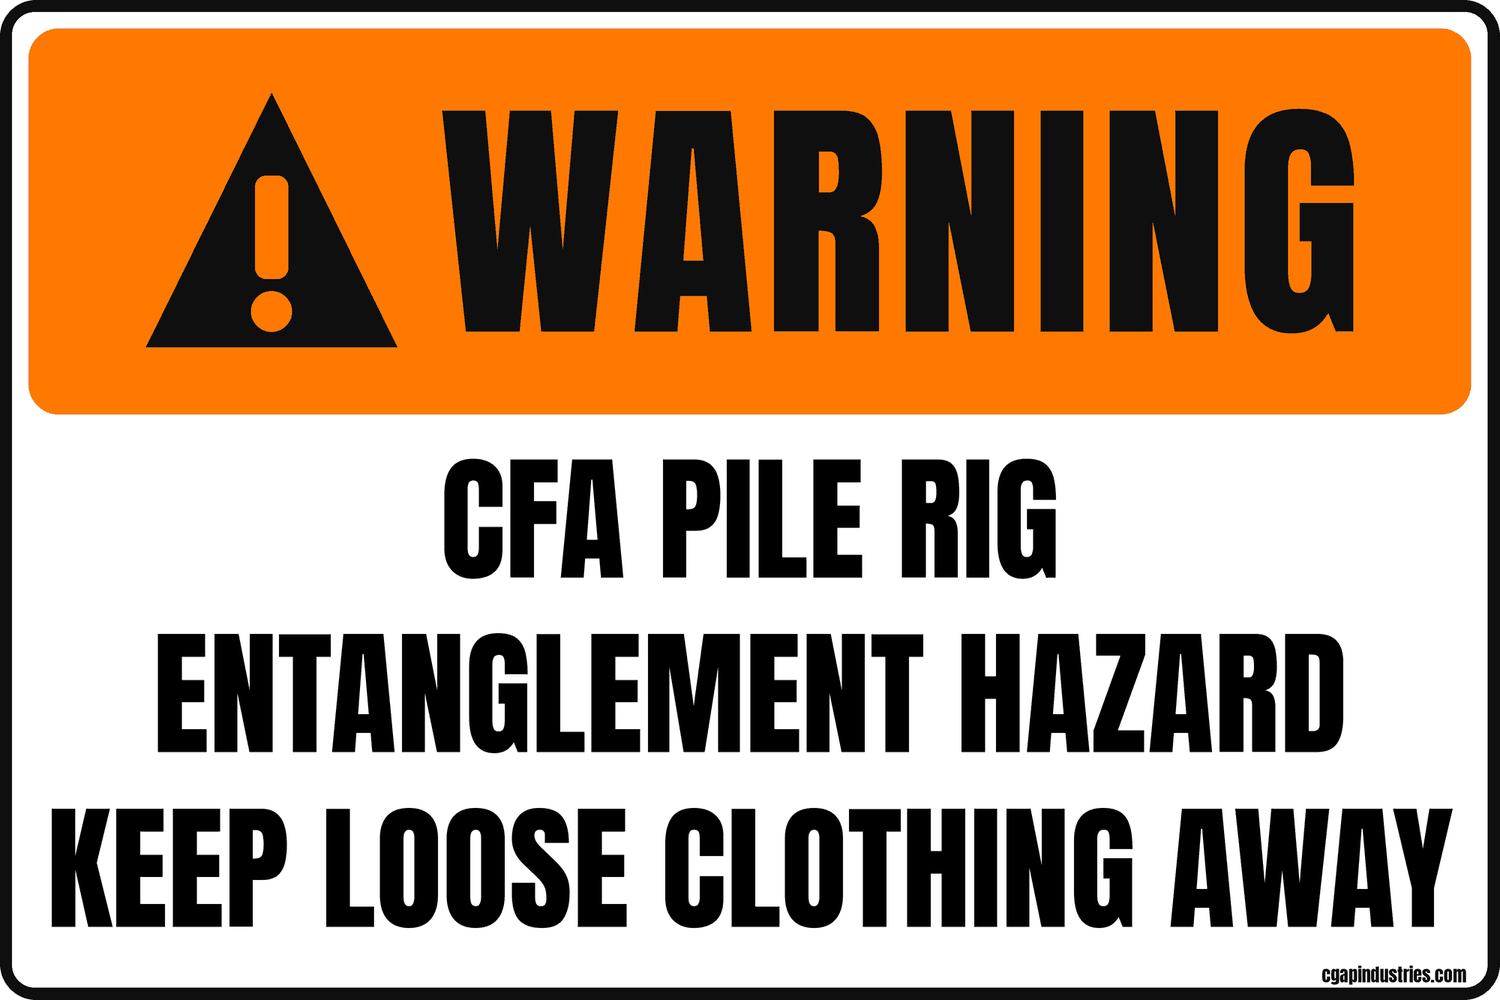 WARNING
CFA PILE RIG
ENTANGLEMENT HAZARD
KEEP LOOSE CLOTHING AWAY
cgapindustries.com